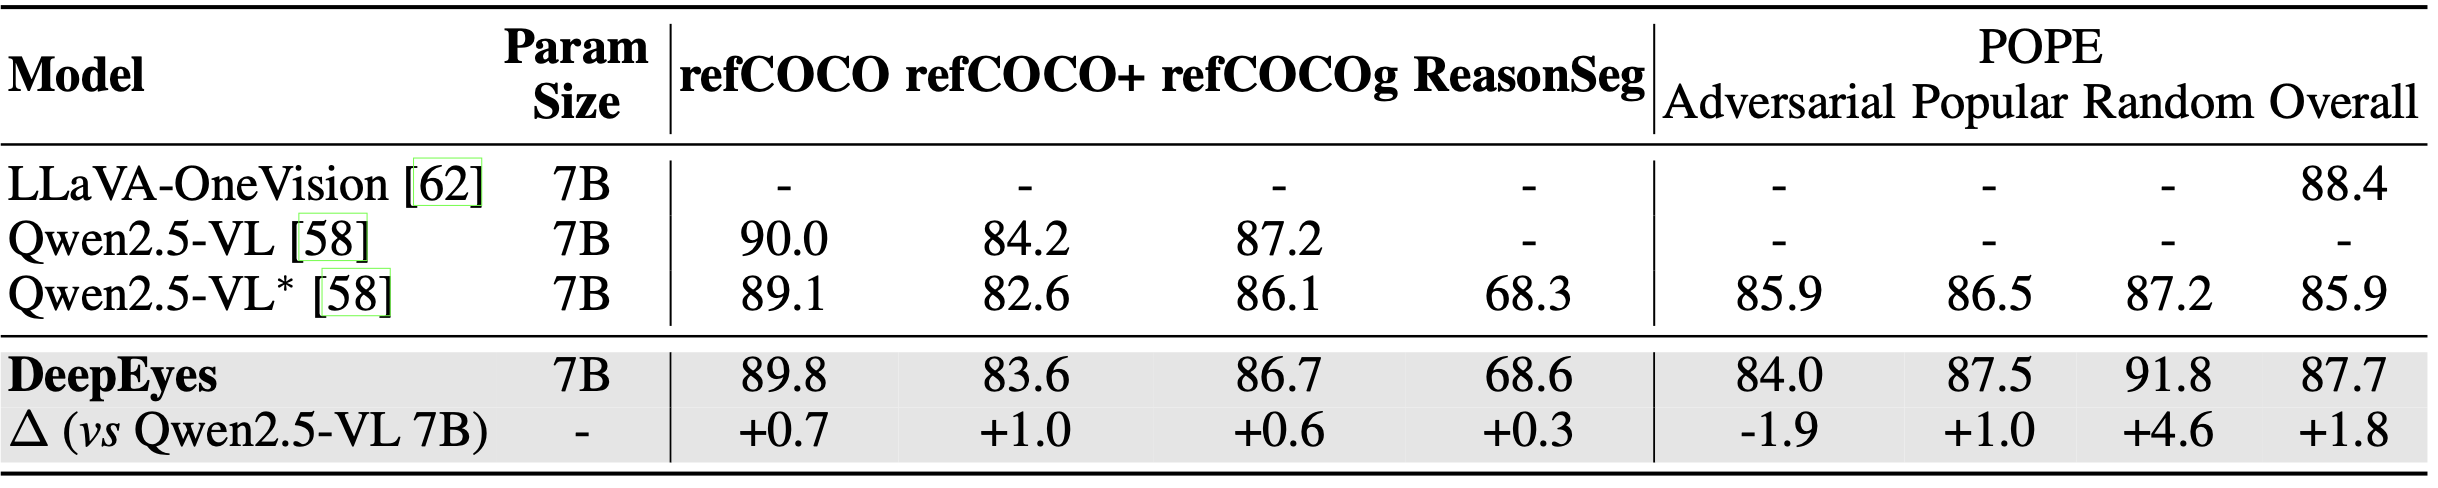 Model Param Size refCOCO refCOCO+ refCOCOg ReasonSeg POPE
Adversarial Popular Random Overall
LLaVA-OneVision [62] 7B - - - - - - - 88.4
Qwen2.5-VL [58] 7B 90.0 84.2 87.2 - - - - -
Qwen2.5-VL* [58] 7B 89.1 82.6 86.1 68.3 85.9 86.5 87.2 85.9
DeepEyes 7B 89.8 83.6 86.7 68.6 84.0 87.5 91.8 87.7
Δ (vs Qwen2.5-VL 7B) - +0.7 +1.0 +0.6 +0.3 -1.9 +1.0 +4.6 +1.8